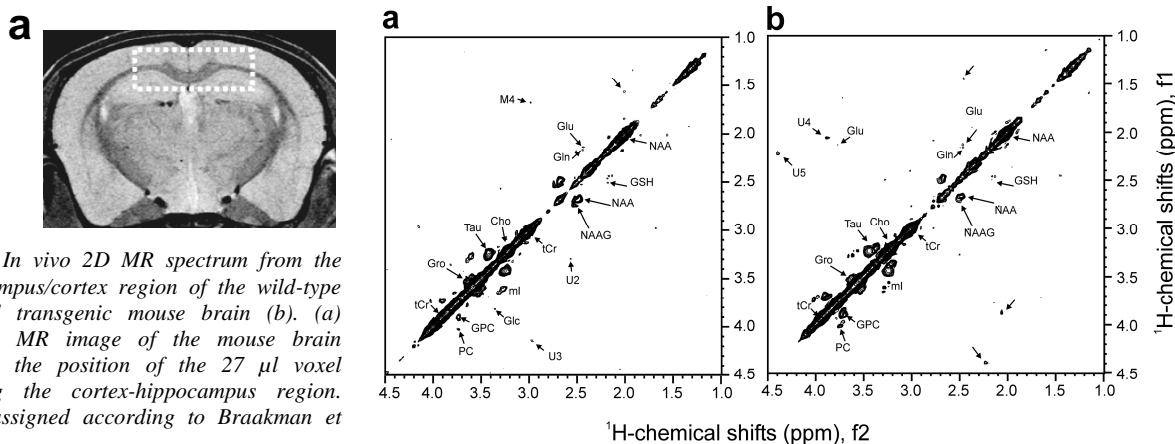 a
In vivo 2D MR spectrum from the
mpus/cortex region of the wild-type
transgenic mouse brain (b). (a)
MR image of the mouse brain
the position of the 27 µl voxel
the cortex-hippocampus region.
assigned according to Braakman et
a
1.0
1.5
2.0
2.5
3.0
3.5
4.0
4.5
4.5 4.0 3.5 3.0 2.5 2.0 1.5 1.0
M4
Glu
Gln
NAA
GSH
NAA
NAAG
Cho
Tau
tCr
Gro
U2
mI
tCr
Glc
GPC
PC
U3
b
1.0
1.5
2.0
2.5
3.0
3.5
4.0
4.5
4.5 4.0 3.5 3.0 2.5 2.0 1.5 1.0
U4
Glu
Glu
NAA
Gln
U5
GSH
NAA
NAAG
Tau
Cho
tCr
Gro
mI
tCr
GPC
PC
¹H-chemical shifts (ppm), f1
¹H-chemical shifts (ppm), f2